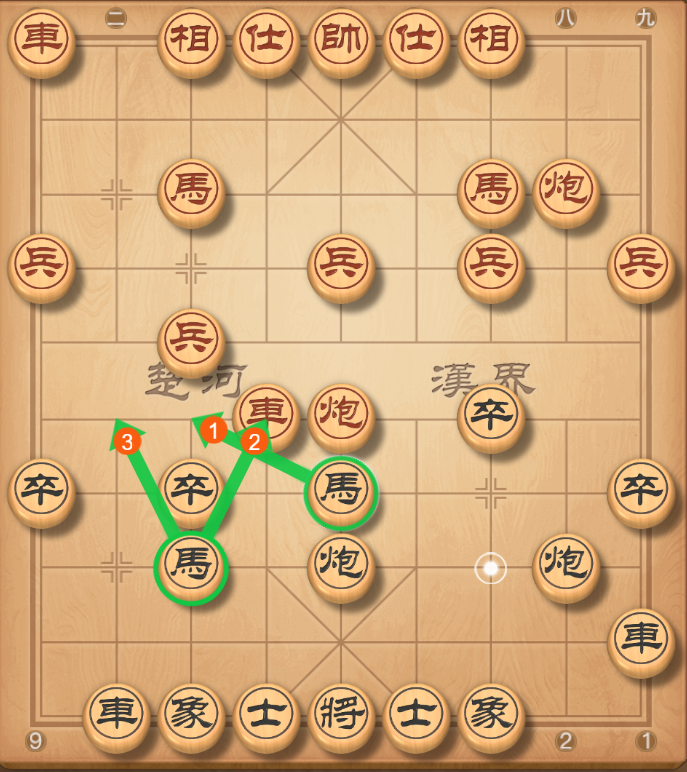 二 八 九
車 相 仕 帥 仕 相
馬 馬 炮
兵 兵 兵 兵
兵
楚河 漢界
車 炮 卒
3 1 2
卒 卒 馬 卒
馬 炮 炮
車
車 象 士 將 士 象
9 2 1